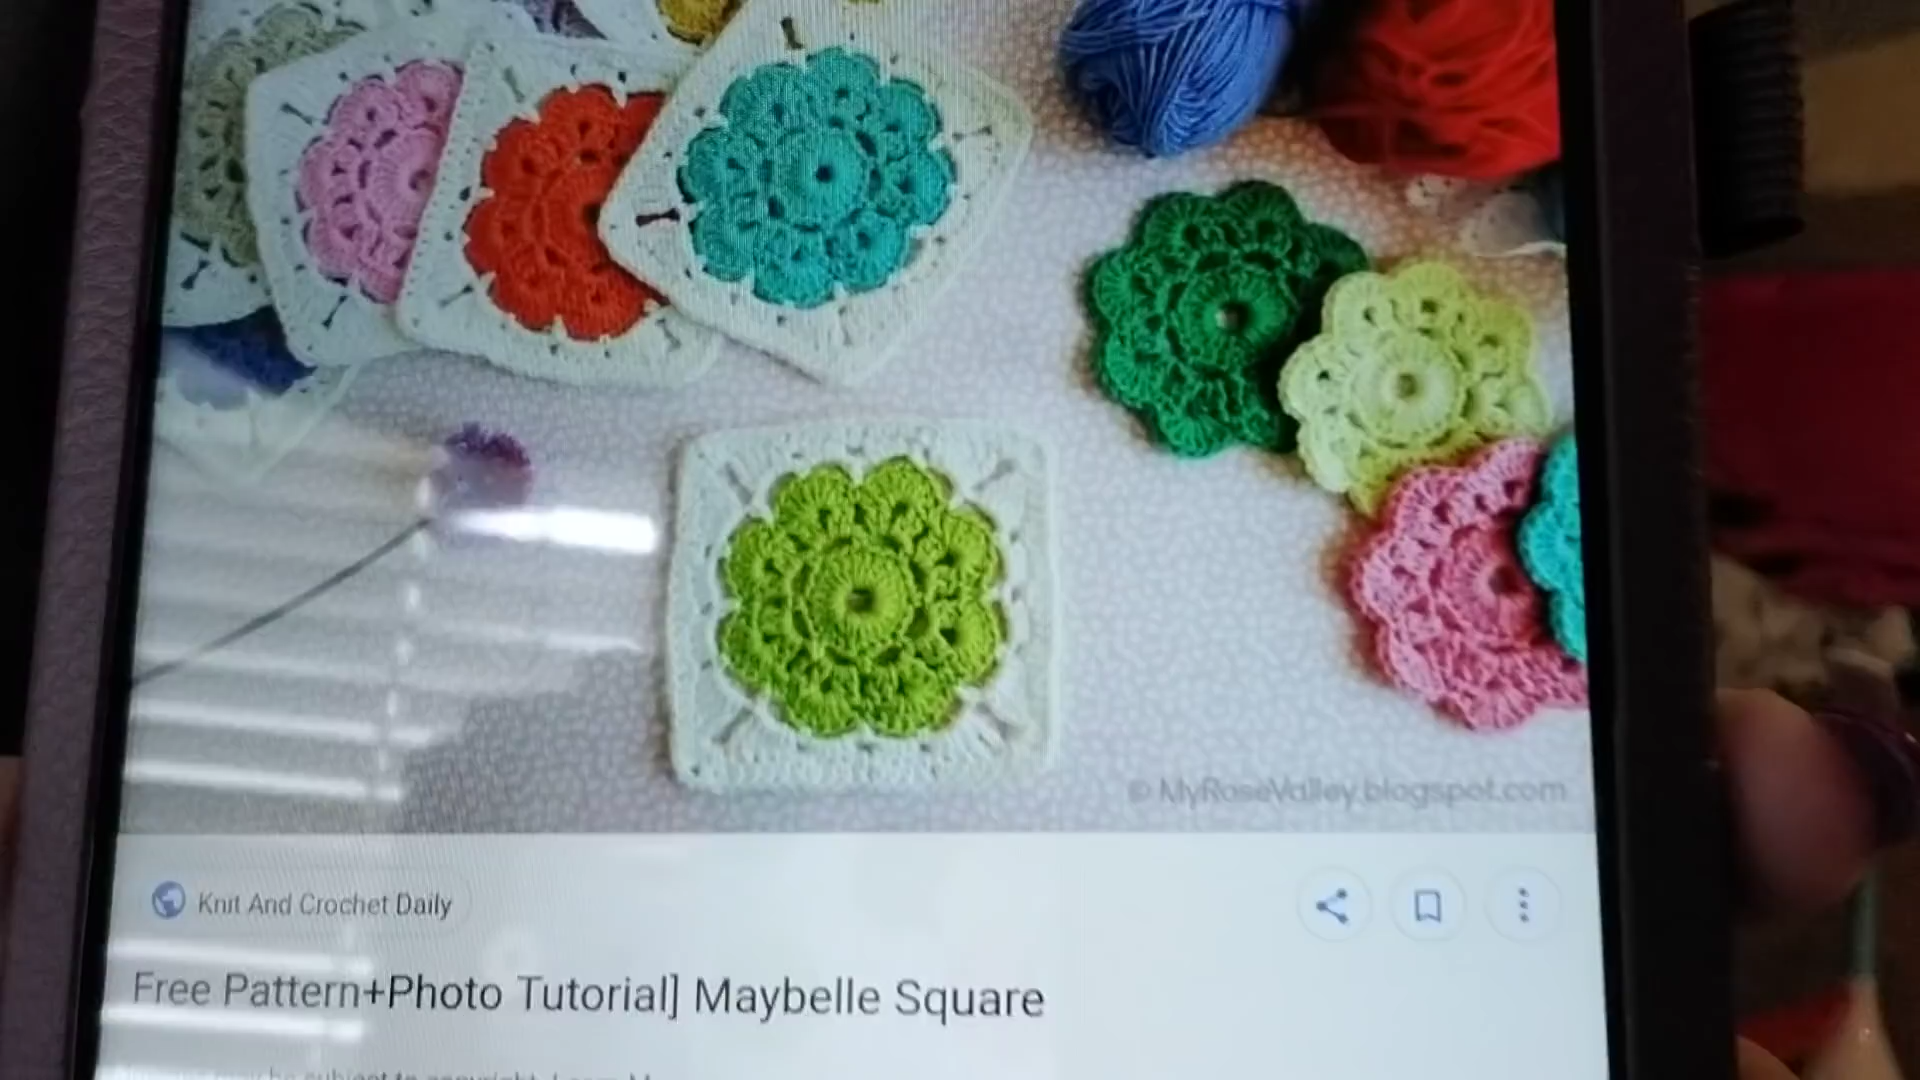 © MyRoseValley.blogspot.com
Knit And Crochet Daily
Free Pattern+Photo Tutorial] Maybelle Square